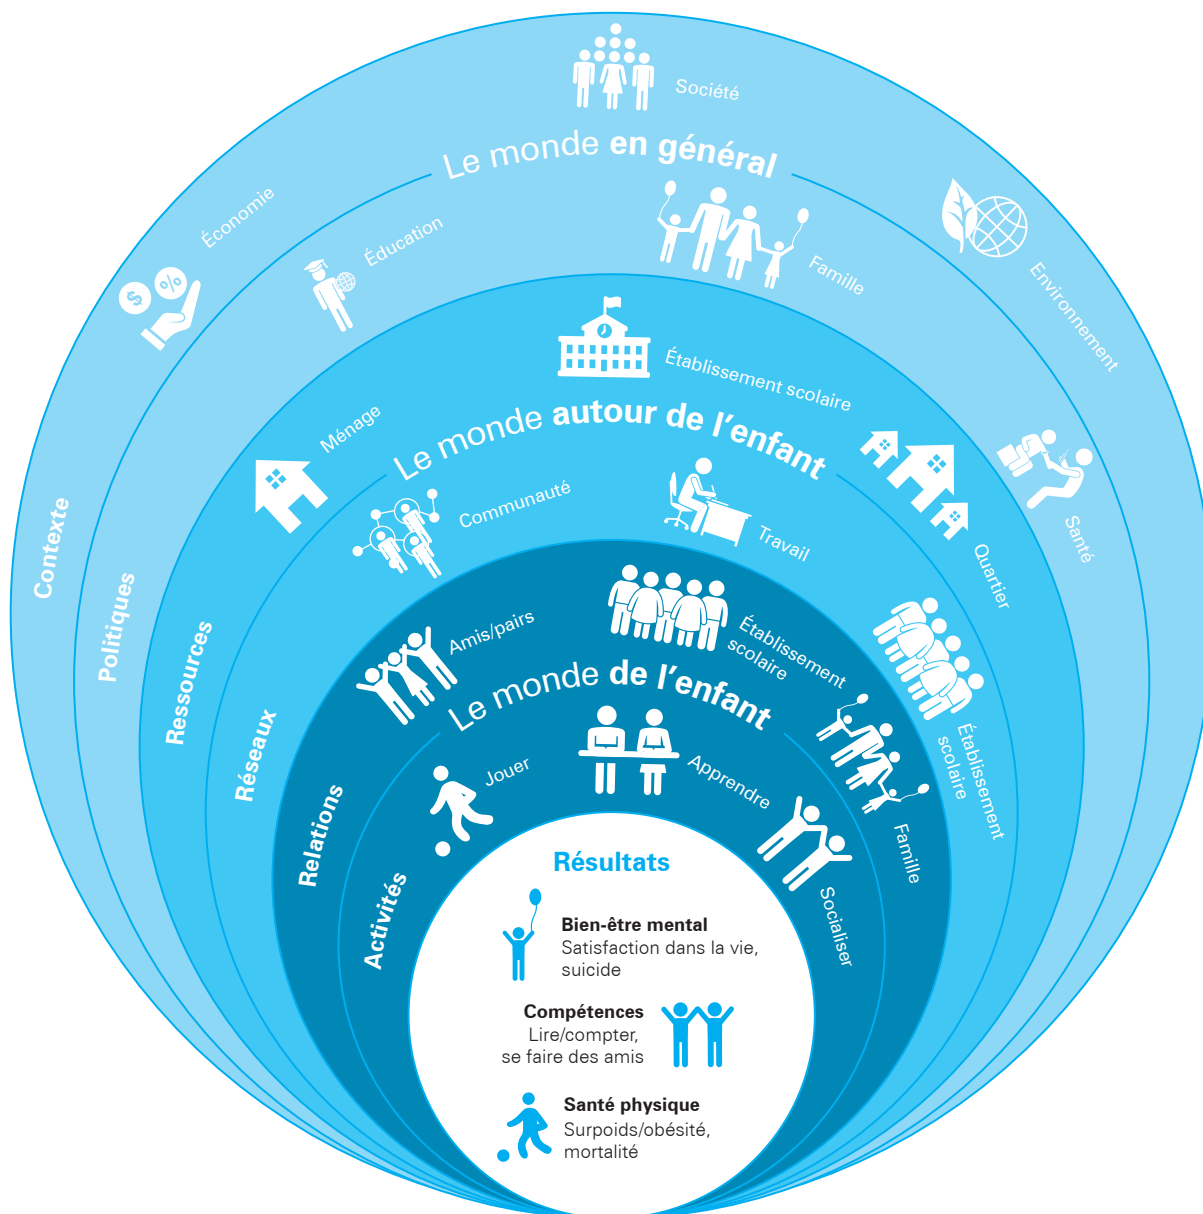 Société
Le monde en général
Économie
Éducation
Famille
Environnement
Contexte
Politiques
Santé
Établissement scolaire
Le monde autour de l'enfant
Ménage
Communauté
Travail
Quartier
Ressources
Réseaux
Établissement
scolaire
Amis/pairs
Établissement
scolaire
Le monde de l'enfant
Relations
Activités
Jouer
Apprendre
Socialiser
Famille
Résultats
Bien-être mental
Satisfaction dans la vie,
suicide
Compétences
Lire/compter,
se faire des amis
Santé physique
Surpoids/obésité,
mortalité
$
%